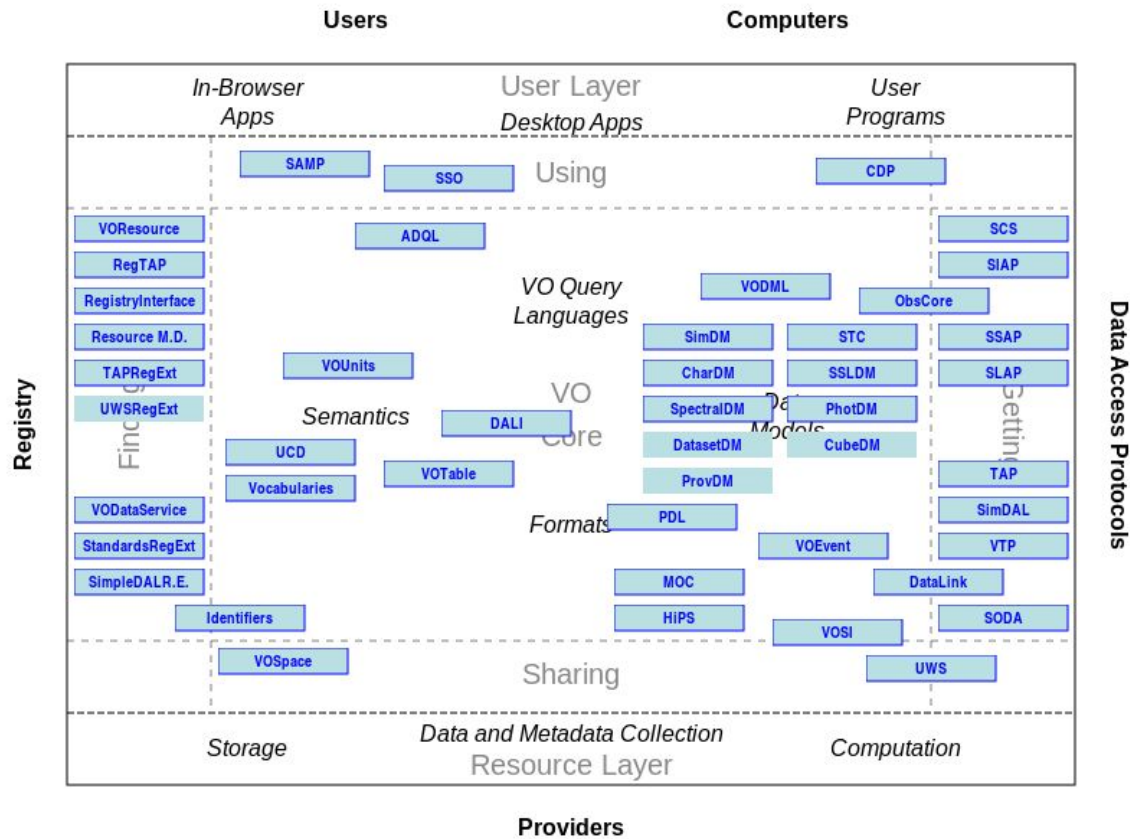 Users
Computers
User Layer
In-Browser
Apps
Desktop Apps
User
Programs
SAMP
SSO
Using
CDP
VOResource
ADQL
SCS
RegTAP
SIAP
RegistryInterface
VO Query
Languages
VODML
ObsCore
Resource M.D.
SimDM
STC
SSAP
TAPRegExt
VOUnits
CharDM
SSLDM
SLAP
UWSRegExt
Semantics
VO
Core
DALI
SpectralDM
PhotDM
Data
Models
DatasetDM
CubeDM
Finding
Getting
Registry
Data Access Protocols
UCD
VOTable
ProvDM
TAP
Vocabularies
VODataService
Formats
PDL
SimDAL
StandardsRegExt
VOEvent
VTP
SimpleDALR.E.
MOC
DataLink
Identifiers
HiPS
VOSI
SODA
VOSpace
Sharing
UWS
Storage
Data and Metadata Collection
Computation
Resource Layer
Providers